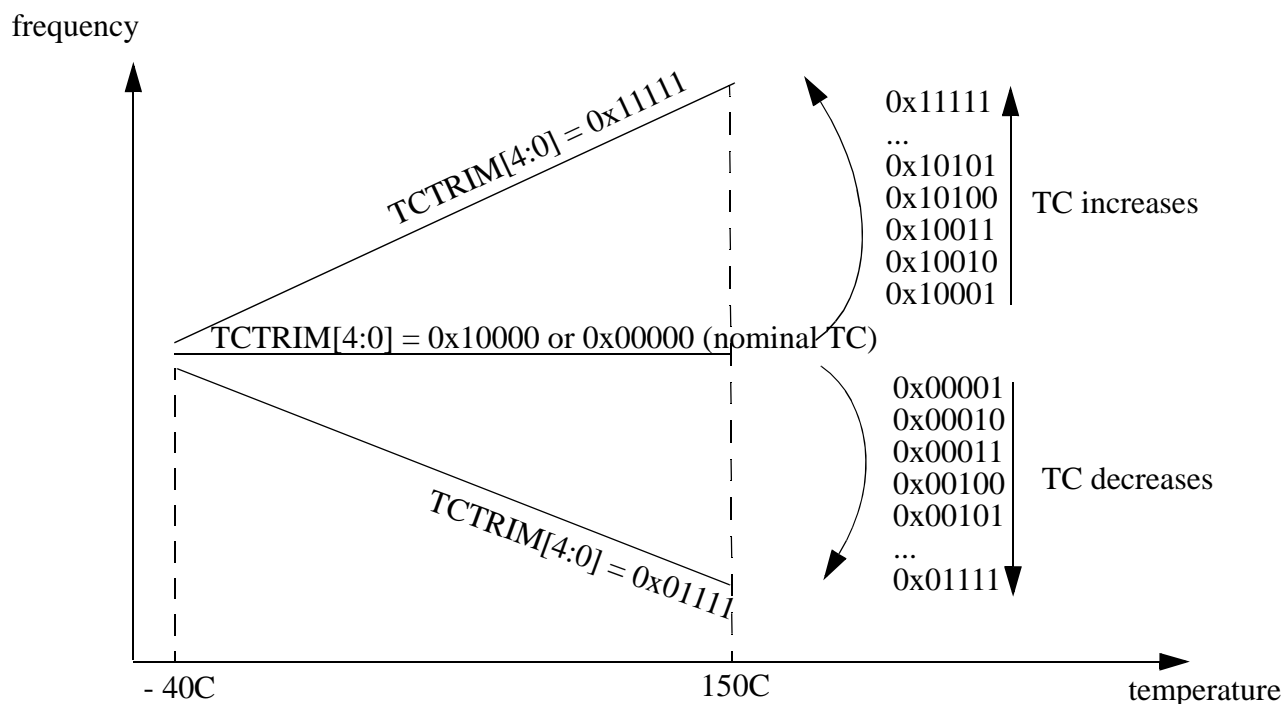 frequency
TCTRIM[4:0] = 0x11111
0x11111
...
0x10101
0x10100
0x10011
0x10010
0x10001
TC increases
TCTRIM[4:0] = 0x10000 or 0x00000 (nominal TC)
0x00001
0x00010
0x00011
0x00100
0x00101
...
0x01111
TC decreases
TCTRIM[4:0] = 0x01111
- 40C
150C
temperature